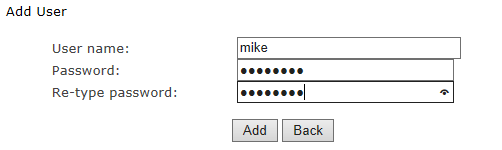 Add User
User name: mike
Password: ●●●●●●●●
Re-type password: ●●●●●●●●
Add Back